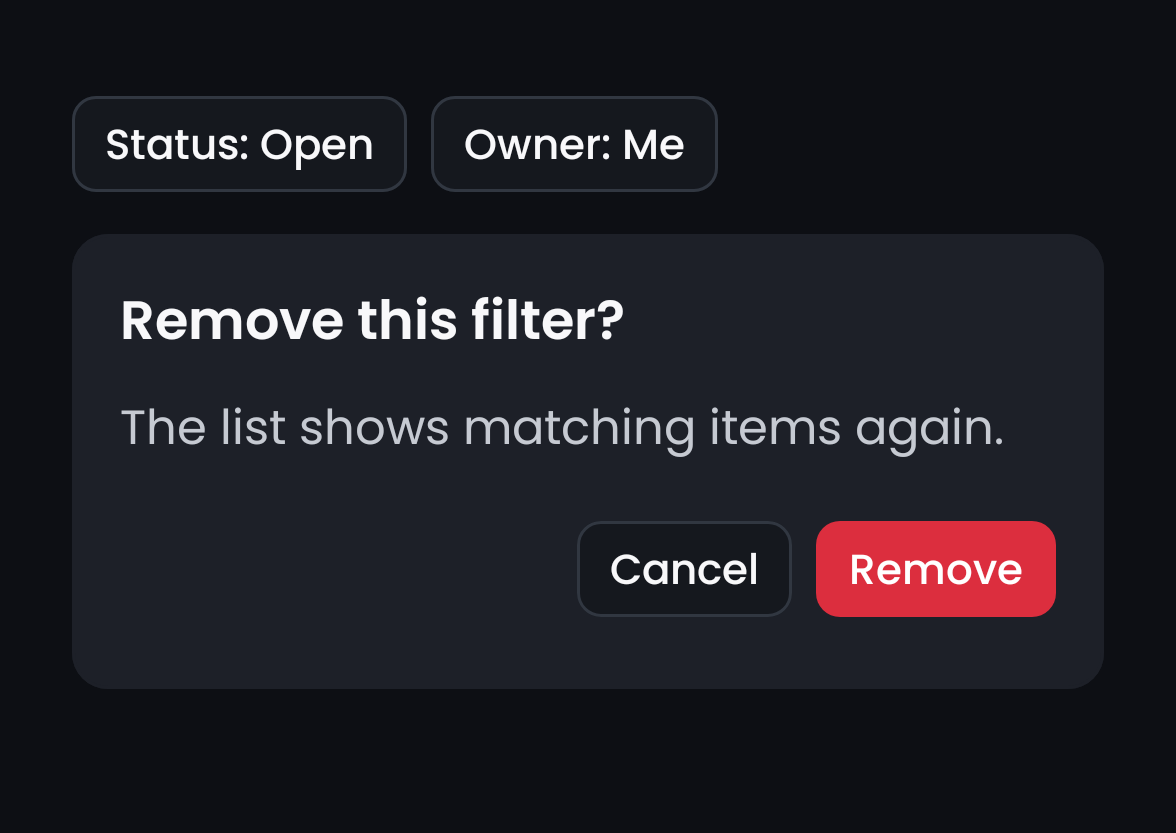 Status: Open
Owner: Me
Remove this filter?
The list shows matching items again.
Cancel
Remove